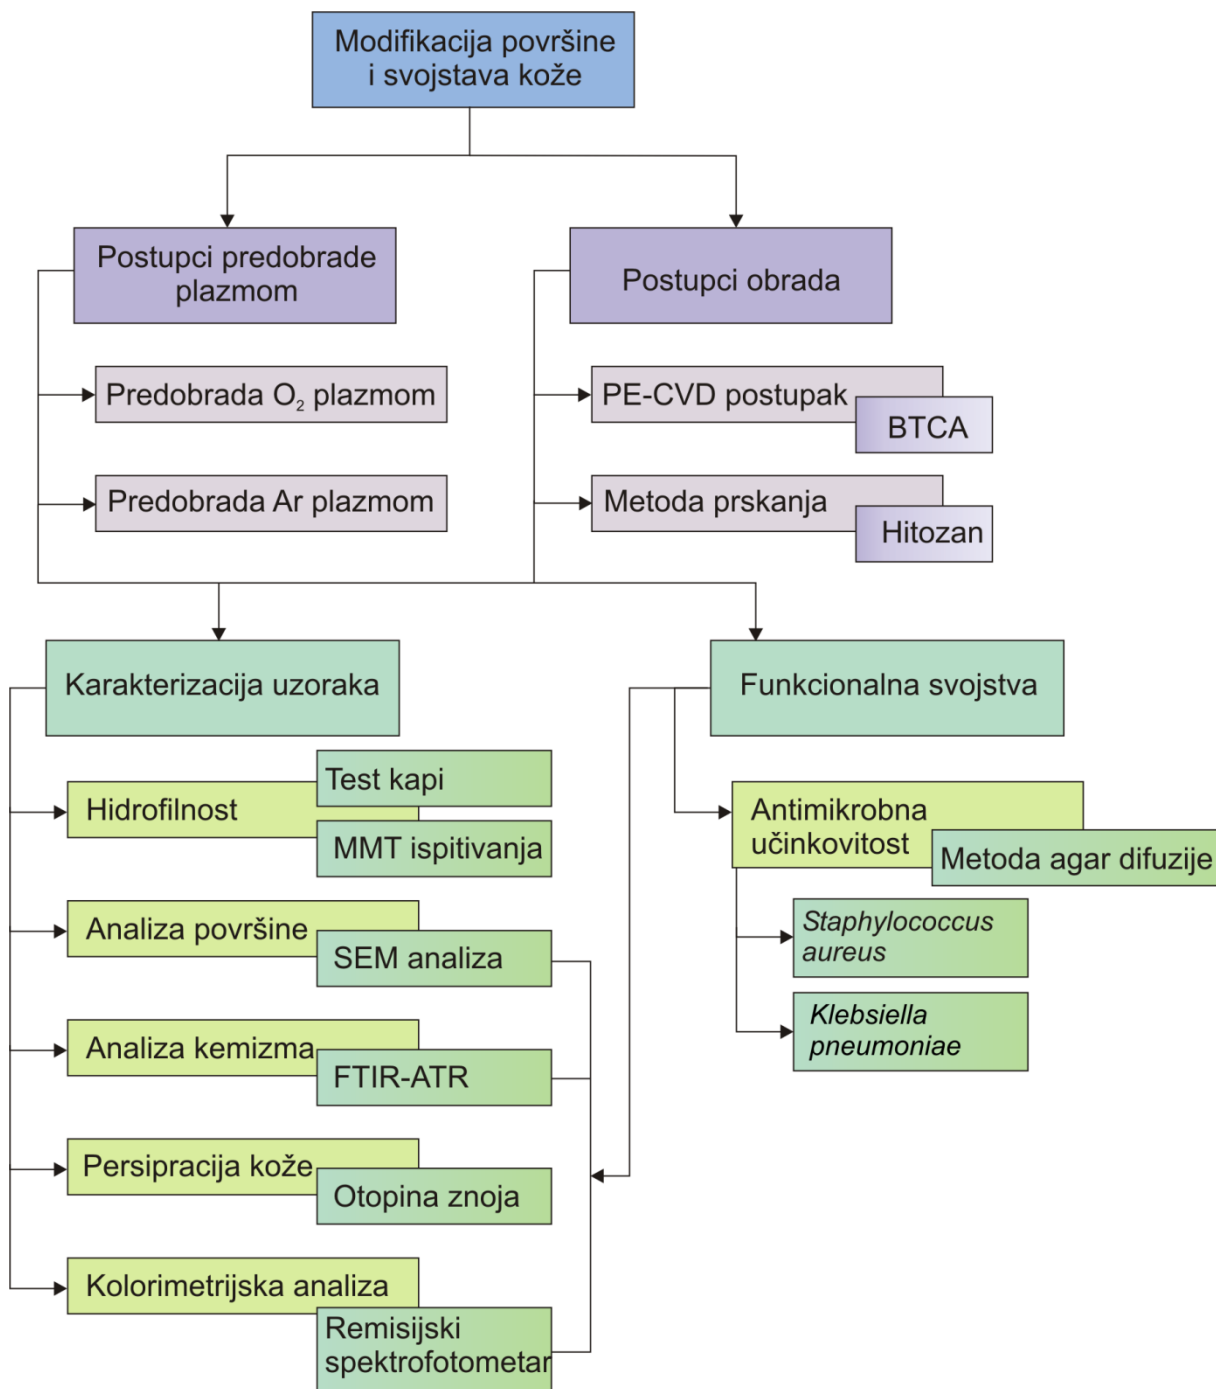 Modifikacija površine
i svojstava kože
Postupci predobrade
plazmom
Postupci obrada
Predobrada O₂ plazmom
PE-CVD postupak
BTCA
Predobrada Ar plazmom
Metoda prskanja
Hitozan
Karakterizacija uzoraka
Funkcionalna svojstva
Test kapi
Hidrofilnost
MMT ispitivanja
Antimikrobna
učinkovitost
Metoda agar difuzije
Analiza površine
SEM analiza
Staphylococcus
aureus
Analiza kemizma
FTIR-ATR
Klebsiella
pneumoniae
Persipracija kože
Otopina znoja
Kolorimetrijska analiza
Remisijski
spektrofotometar